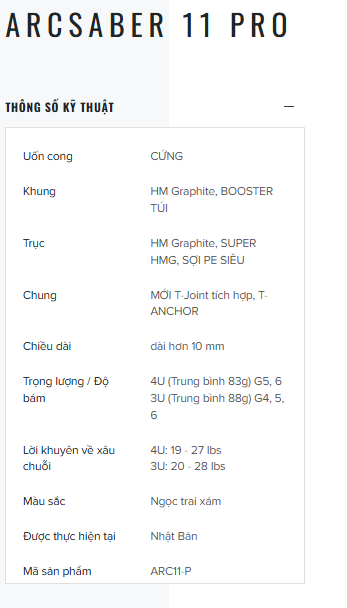 ARCSABER 11 PRO
THÔNG SỐ KỸ THUẬT
Uốn cong CỨNG
Khung HM Graphite, BOOSTER
TÚI
Trục HM Graphite, SUPER
HMG, SỢI PE SIÊU
Chung MỚI T-Joint tích hợp, T-
ANCHOR
Chiều dài dài hơn 10 mm
Trọng lượng / Độ 4U (Trung bình 83g) G5, 6
bám 3U (Trung bình 88g) G4, 5,
6
Lời khuyên về xâu 4U: 19 - 27 lbs
chuỗi 3U: 20 - 28 lbs
Màu sắc Ngọc trai xám
Được thực hiện tại Nhật Bản
Mã sản phẩm ARC11-P